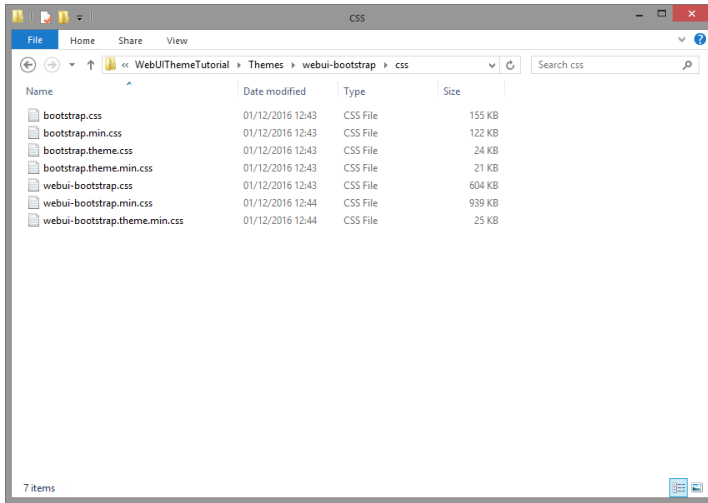 css
File Home Share View
« WebUIThemeTutorial Themes webui-bootstrap css Search css
Name Date modified Type Size
bootstrap.css 01/12/2016 12:43 CSS File 155 KB
bootstrap.min.css 01/12/2016 12:43 CSS File 122 KB
bootstrap.theme.css 01/12/2016 12:43 CSS File 24 KB
bootstrap.theme.min.css 01/12/2016 12:43 CSS File 21 KB
webui-bootstrap.css 01/12/2016 12:43 CSS File 604 KB
webui-bootstrap.min.css 01/12/2016 12:44 CSS File 939 KB
webui-bootstrap.theme.min.css 01/12/2016 12:44 CSS File 25 KB
7 items